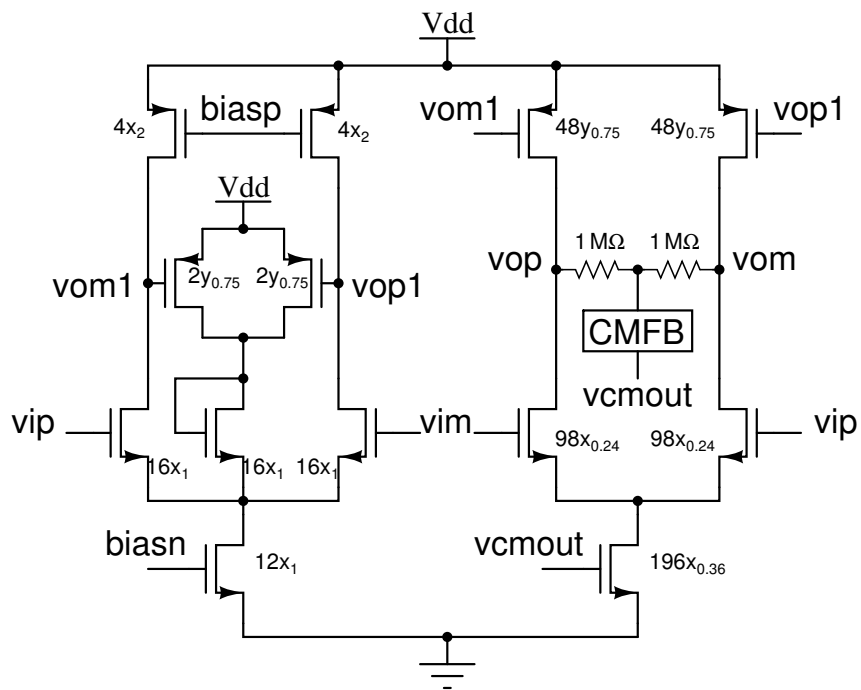 Vdd
biasp vom1 vop1
4x2 4x2 48y0.75 48y0.75
Vdd
vom1 2y0.75 2y0.75 vop1 vop 1 MΩ 1 MΩ vom
CMFB
vcmout
vip vim vip
16x1 16x1 16x1 98x0.24 98x0.24
biasn vcmout
12x1 196x0.36